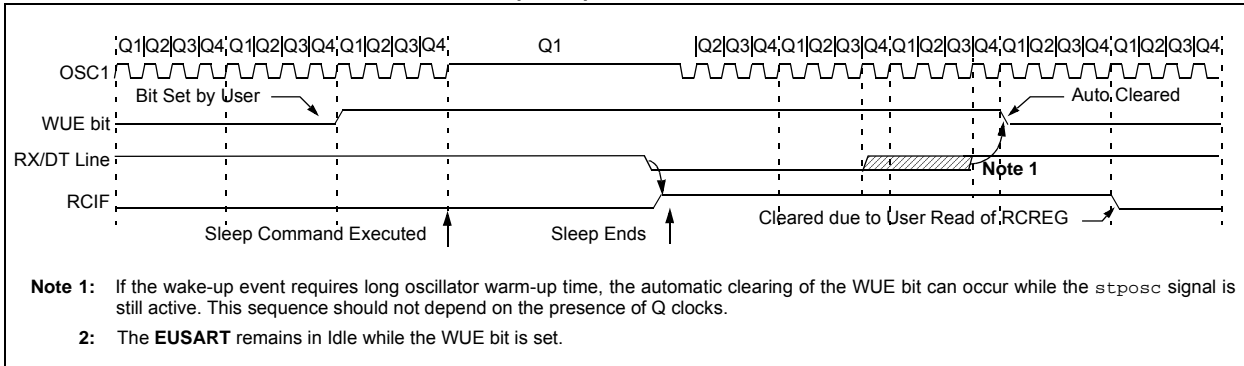 Q1|Q2|Q3|Q4 Q1|Q2|Q3|Q4 Q1|Q2|Q3|Q4 Q1 Q2|Q3|Q4 Q1|Q2|Q3|Q4 Q1|Q2|Q3|Q4 Q1|Q2|Q3|Q4 Q1|Q2|Q3|Q4
OSC1
Bit Set by User Auto Cleared
WUE bit
RX/DT Line
Note 1
RCIF
Cleared due to User Read of RCREG
Sleep Command Executed Sleep Ends
Note 1: If the wake-up event requires long oscillator warm-up time, the automatic clearing of the WUE bit can occur while the stposc signal is
still active. This sequence should not depend on the presence of Q clocks.
2: The EUSART remains in Idle while the WUE bit is set.